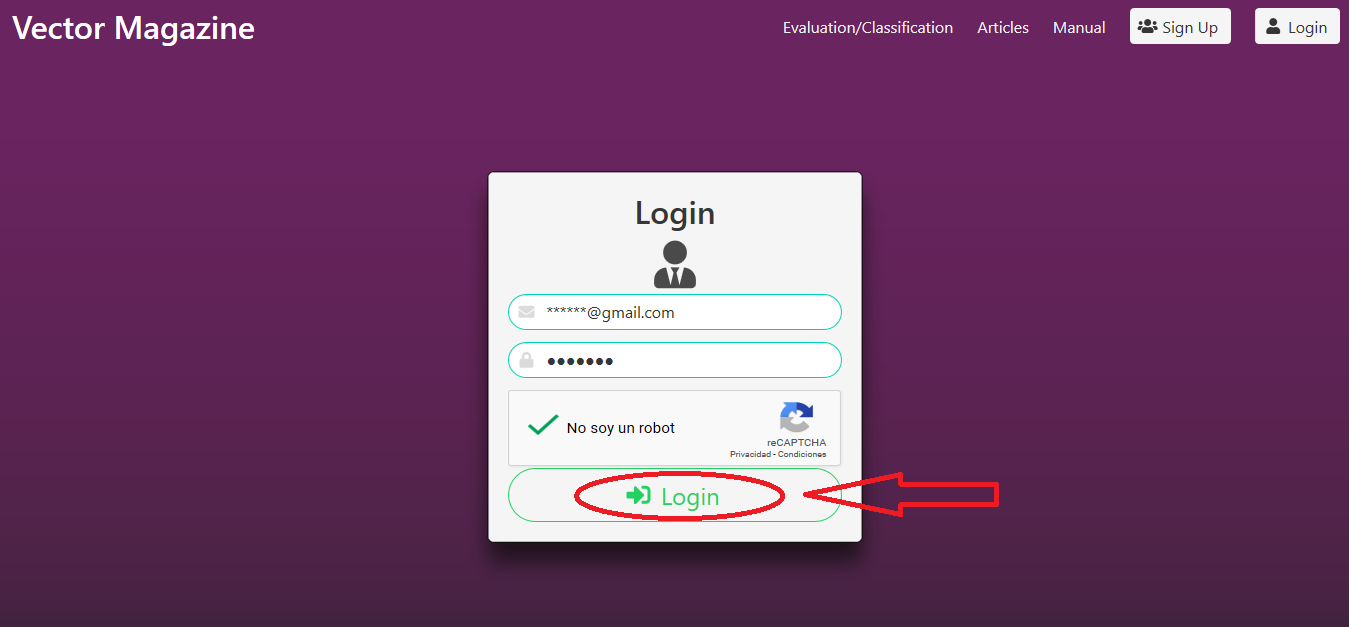 Vector Magazine
Evaluation/Classification Articles Manual Sign Up Login
Login
******@gmail.com
•••••••
No soy un robot
reCAPTCHA
Privacidad - Condiciones
Login